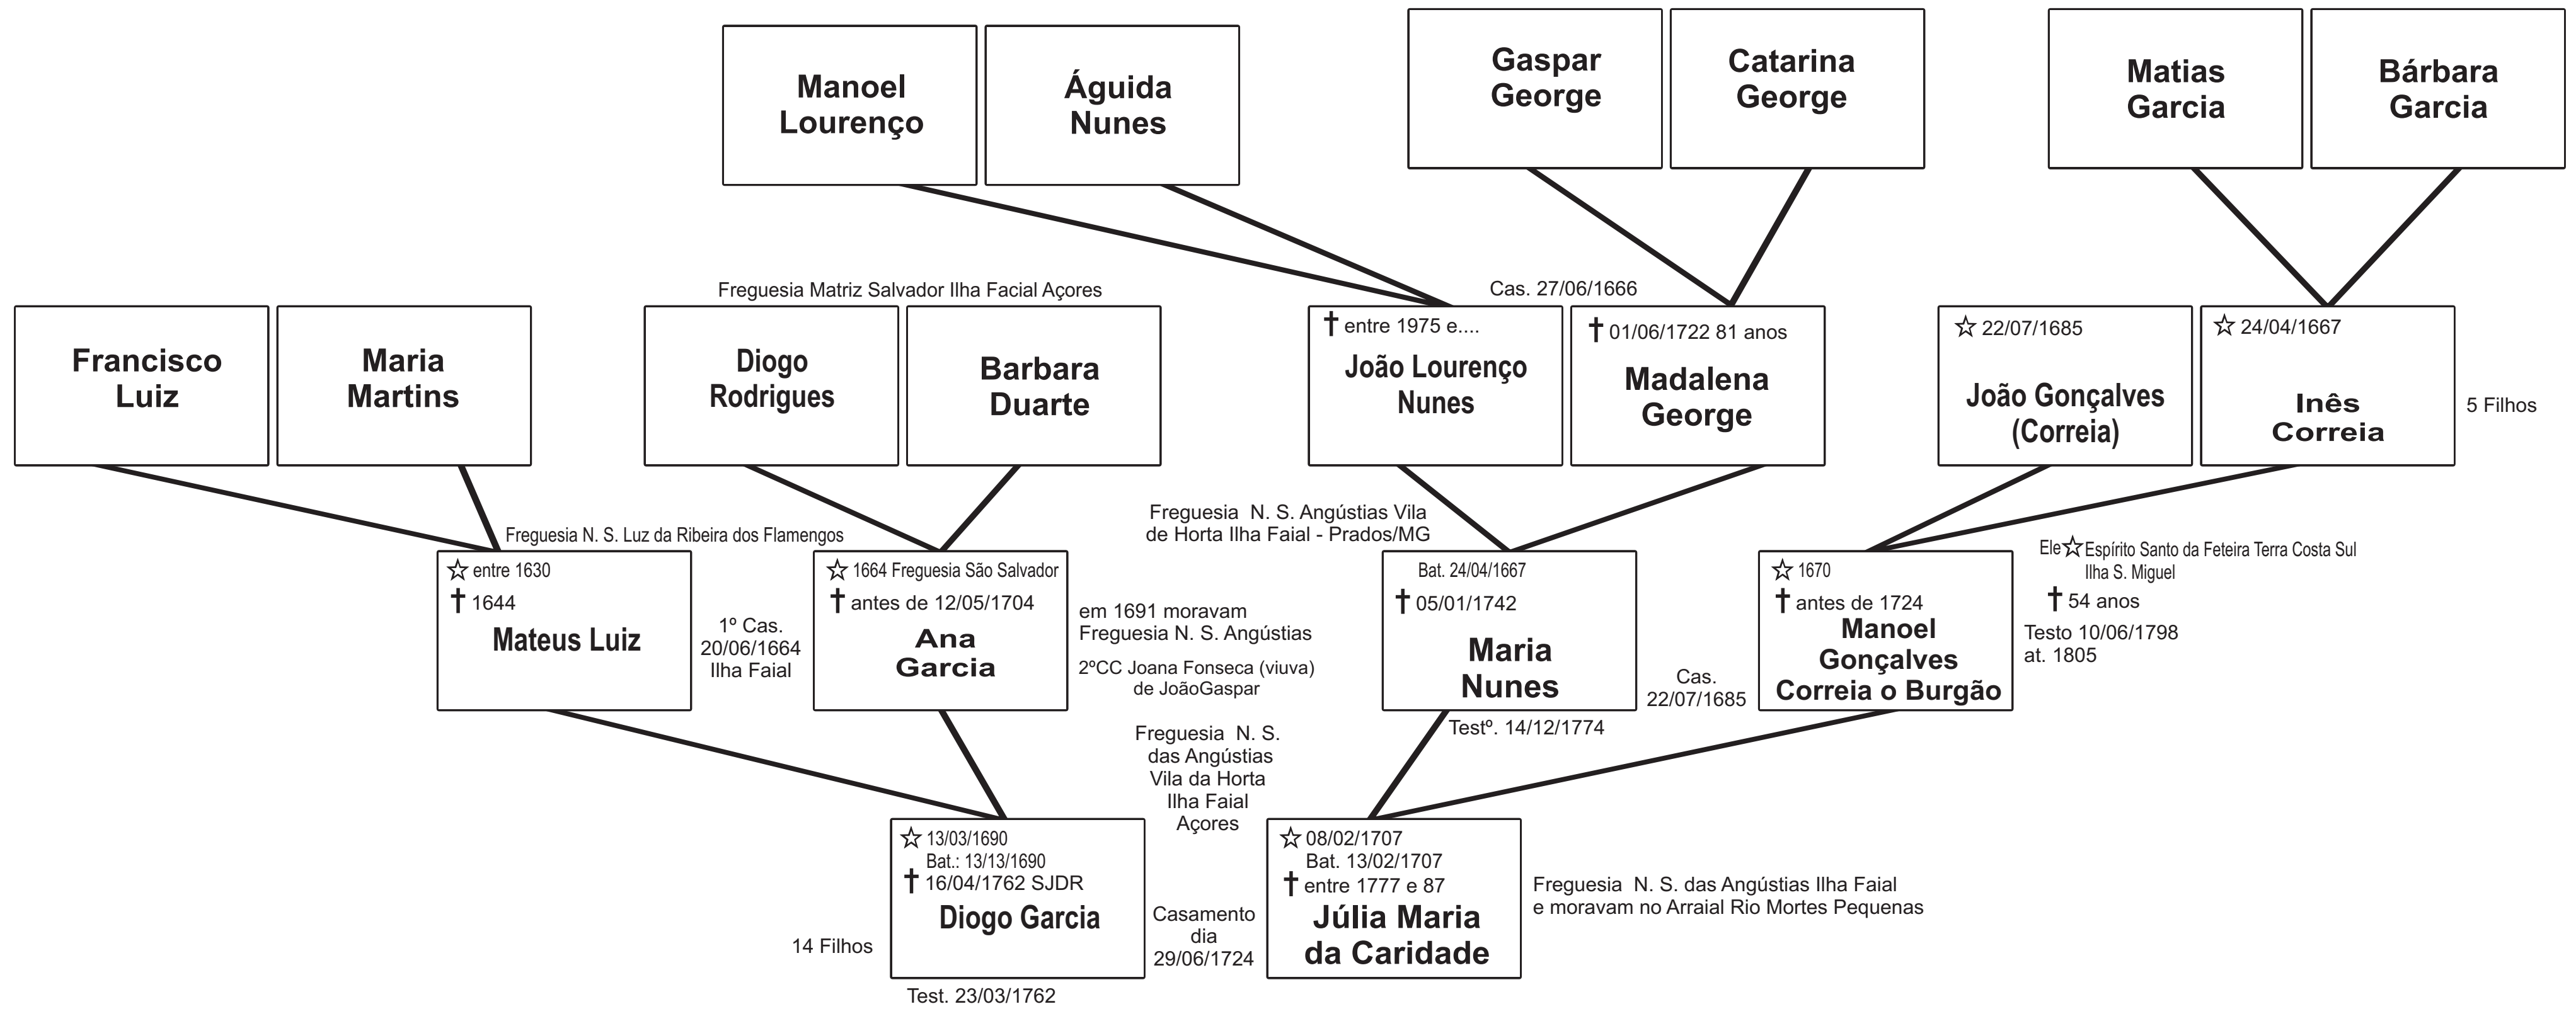 Manoel
Lourenço
Águida
Nunes
Gaspar
George
Catarina
George
Matias
Garcia
Bárbara
Garcia
Freguesia Matriz Salvador Ilha Facial Açores
Cas. 27/06/1666
Francisco
Luiz
Maria
Martins
Diogo
Rodrigues
Barbara
Duarte
entre 1975 e....
João Lourenço
Nunes
01/06/1722 81 anos
Madalena
George
22/07/1685
João Gonçalves
(Correia)
24/04/1667
Inês
Correia
5 Filhos
Freguesia N. S. Luz da Ribeira dos Flamengos
Freguesia N. S. Angústias Vila
de Horta Ilha Faial - Prados/MG
entre 1630
1644
Mateus Luiz
1º Cas.
20/06/1664
Ilha Faial
1664 Freguesia São Salvador
antes de 12/05/1704
Ana
Garcia
em 1691 moravam
Freguesia N. S. Angústias
2ºCC Joana Fonseca (viuva)
de JoãoGaspar
Bat. 24/04/1667
05/01/1742
Maria
Nunes
Testº. 14/12/1774
Cas.
22/07/1685
1670
antes de 1724
Manoel
Gonçalves
Correia o Burgão
Ele Espírito Santo da Feteira Terra Costa Sul
Ilha S. Miguel
54 anos
Testo 10/06/1798
at. 1805
Freguesia N. S.
das Angústias
Vila da Horta
Ilha Faial
Açores
14 Filhos
13/03/1690
Bat.: 13/13/1690
16/04/1762 SJDR
Diogo Garcia
Test. 23/03/1762
Casamento
dia
29/06/1724
08/02/1707
Bat. 13/02/1707
entre 1777 e 87
Júlia Maria
da Caridade
Freguesia N. S. das Angústias Ilha Faial
e moravam no Arraial Rio Mortes Pequenas